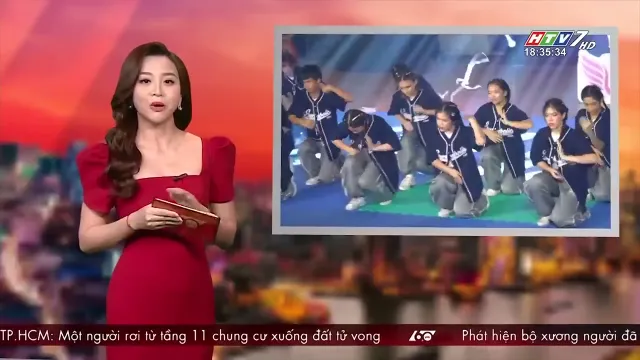 HTV7 HD
18:35:34
TP.HCM: Một người rơi từ tầng 11 chung cư xuống đất tử vong 60 Phát hiện bộ xương người đã